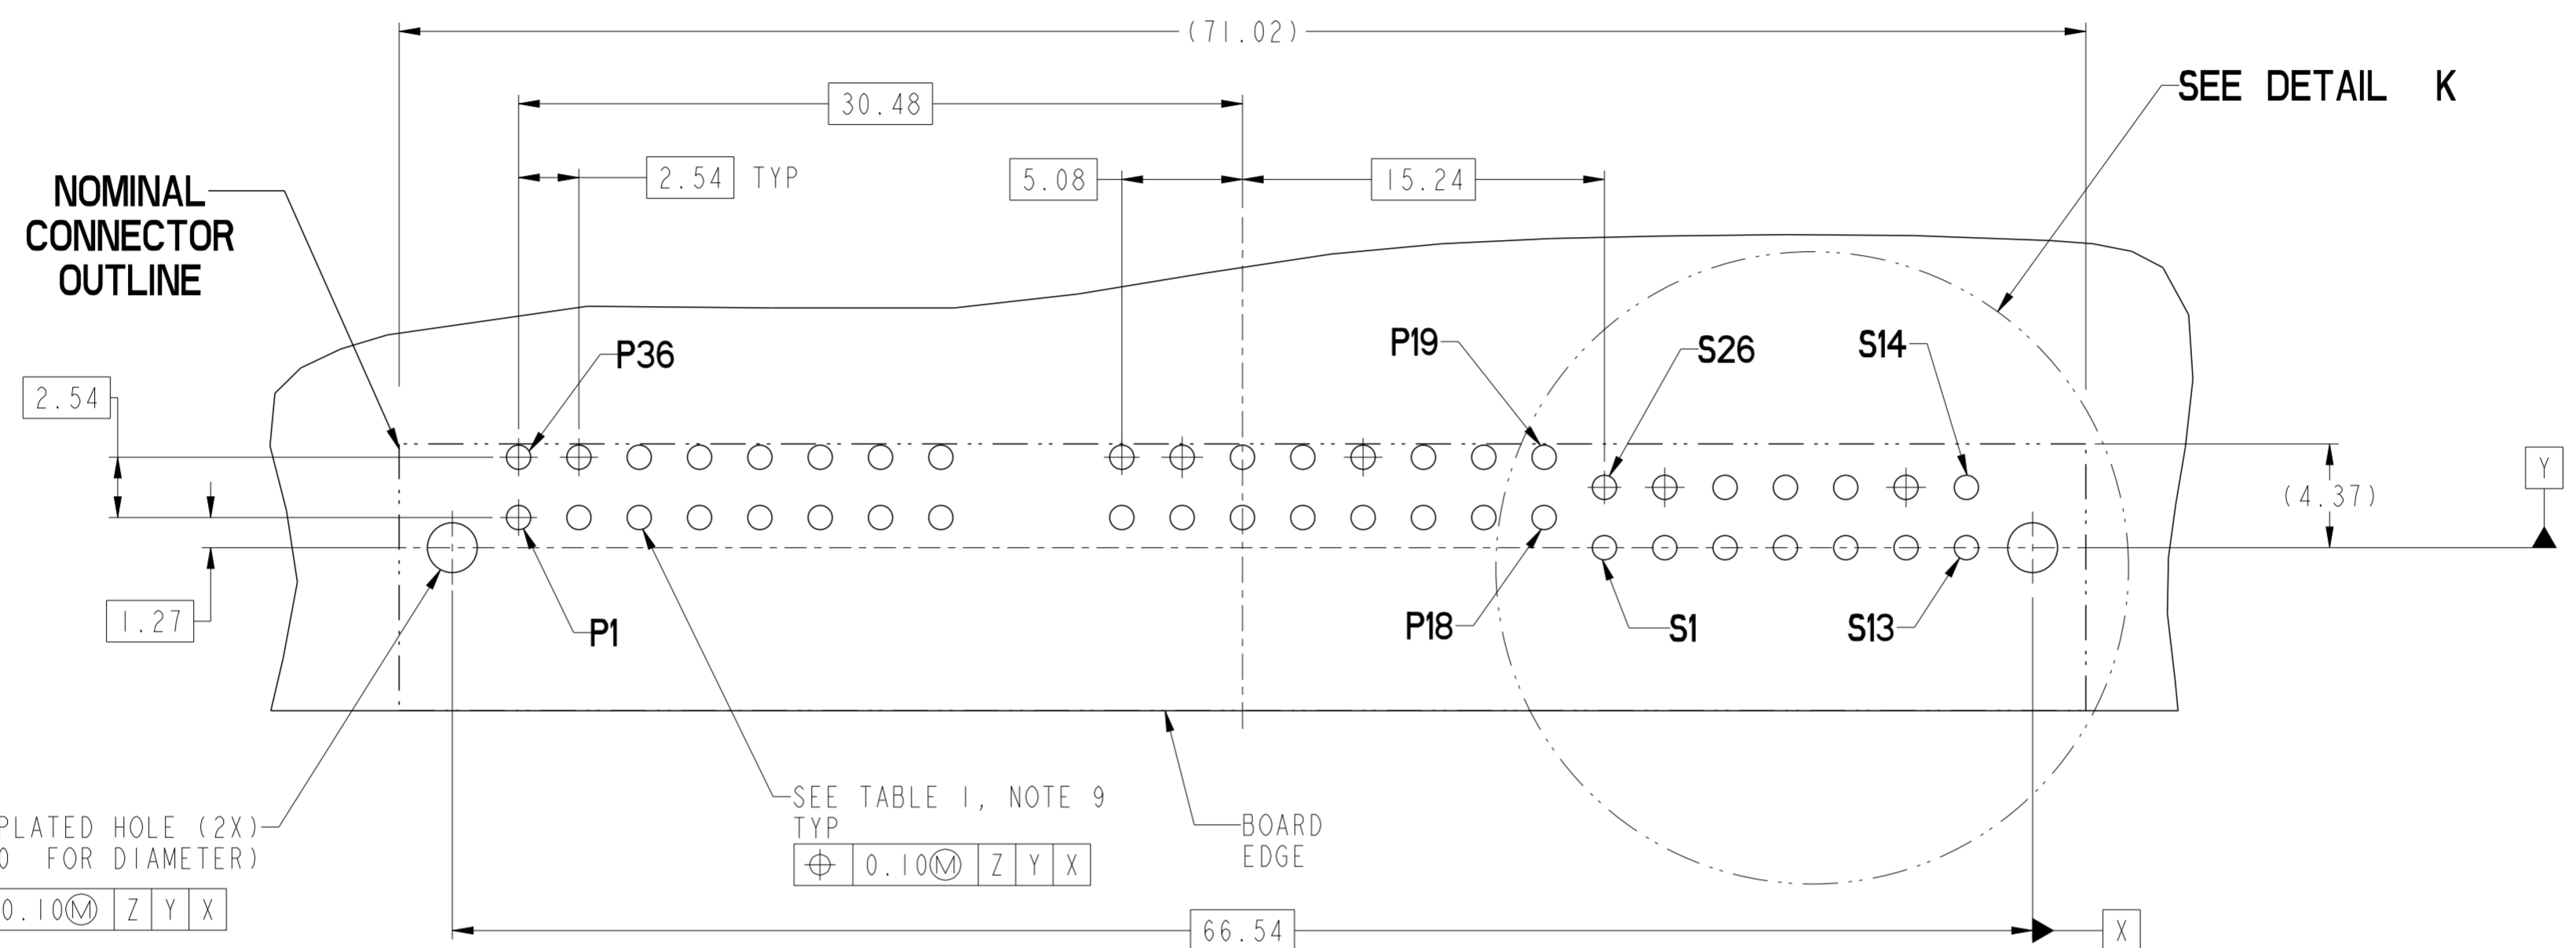 (71.02)
30.48
SEE DETAIL K
2.54 TYP
5.08
15.24
NOMINAL
CONNECTOR
OUTLINE
P36
P19
S26
S14
2.54
Y
(4.37)
1.27
P1
P18
S1
S13
PLATED HOLE (2X)
0 FOR DIAMETER)
0.10Ⓜ Z Y X
SEE TABLE 1, NOTE 9
TYP
⌖ 0.10Ⓜ Z Y X
BOARD
EDGE
66.54
X